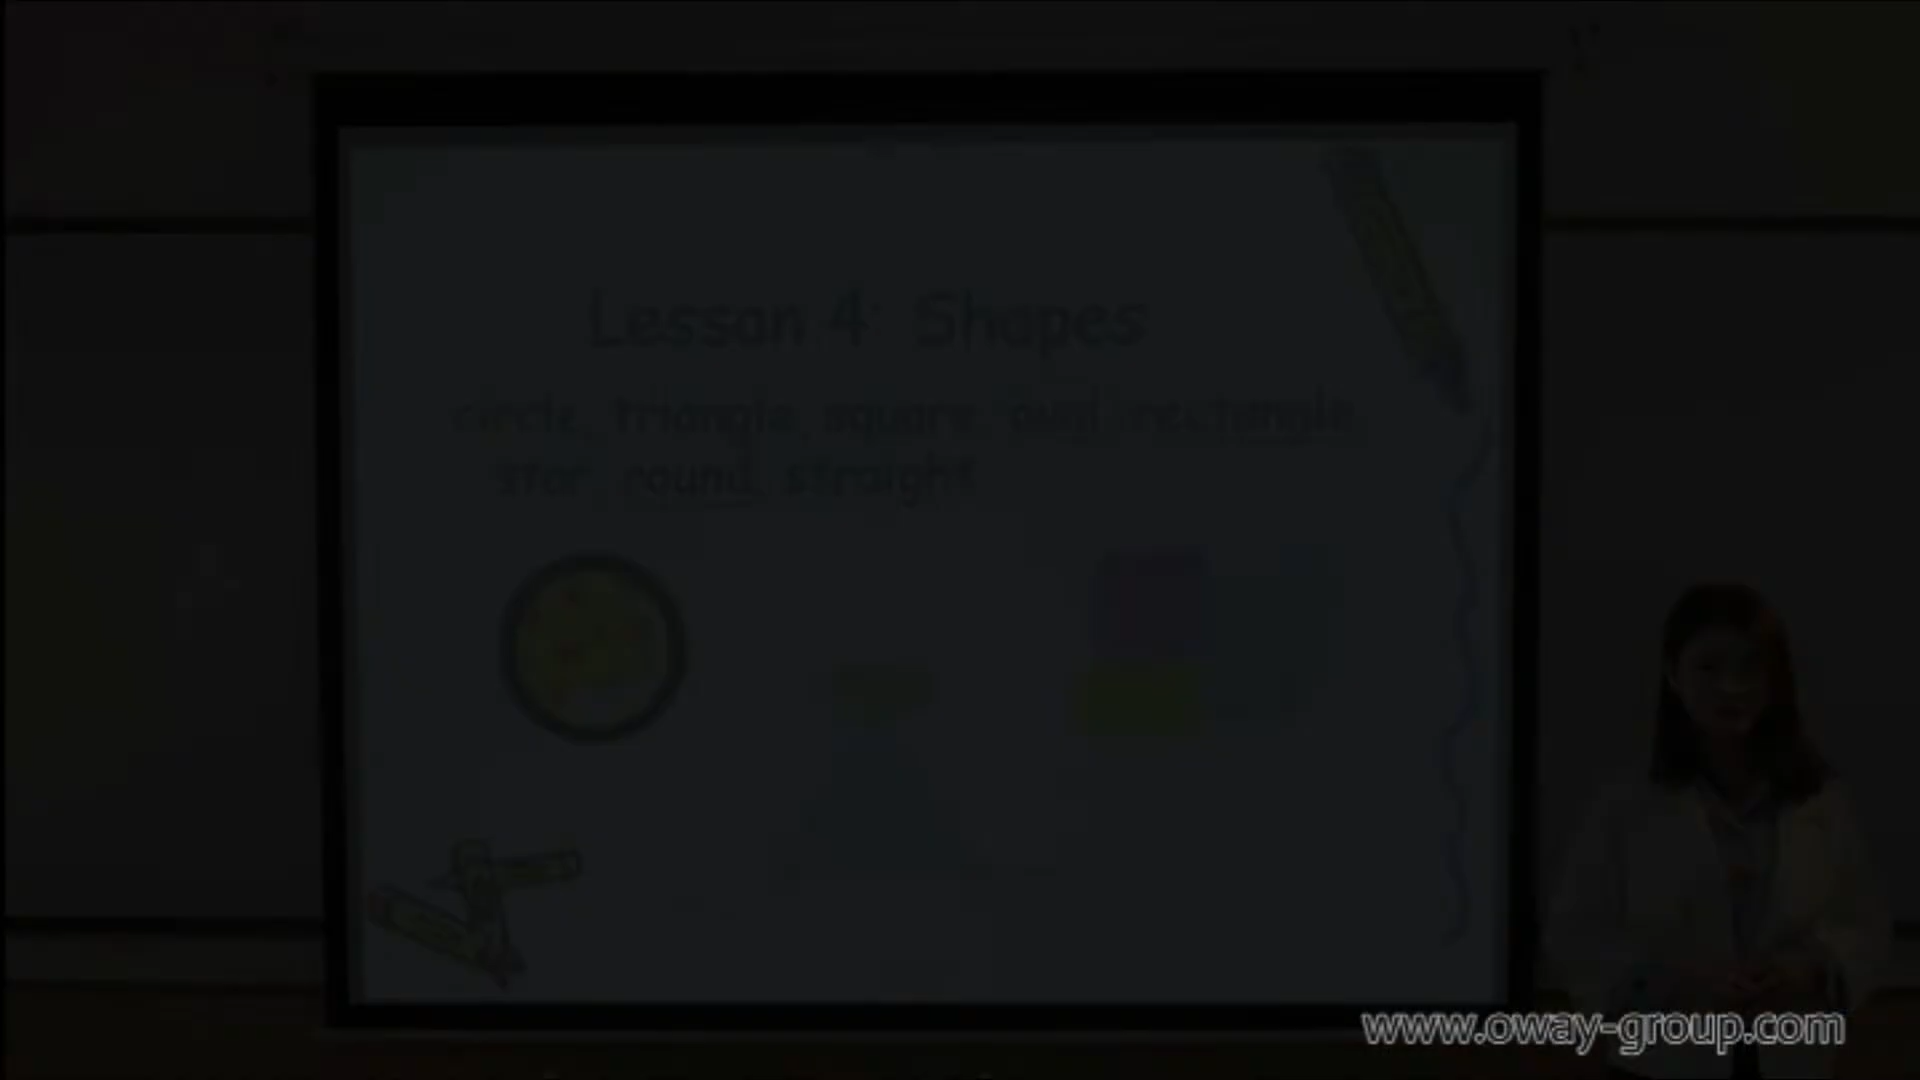 Lesson 4: Shapes
circle, triangle, square, oval, rectangle,
star, round, straight
www.oway-group.com